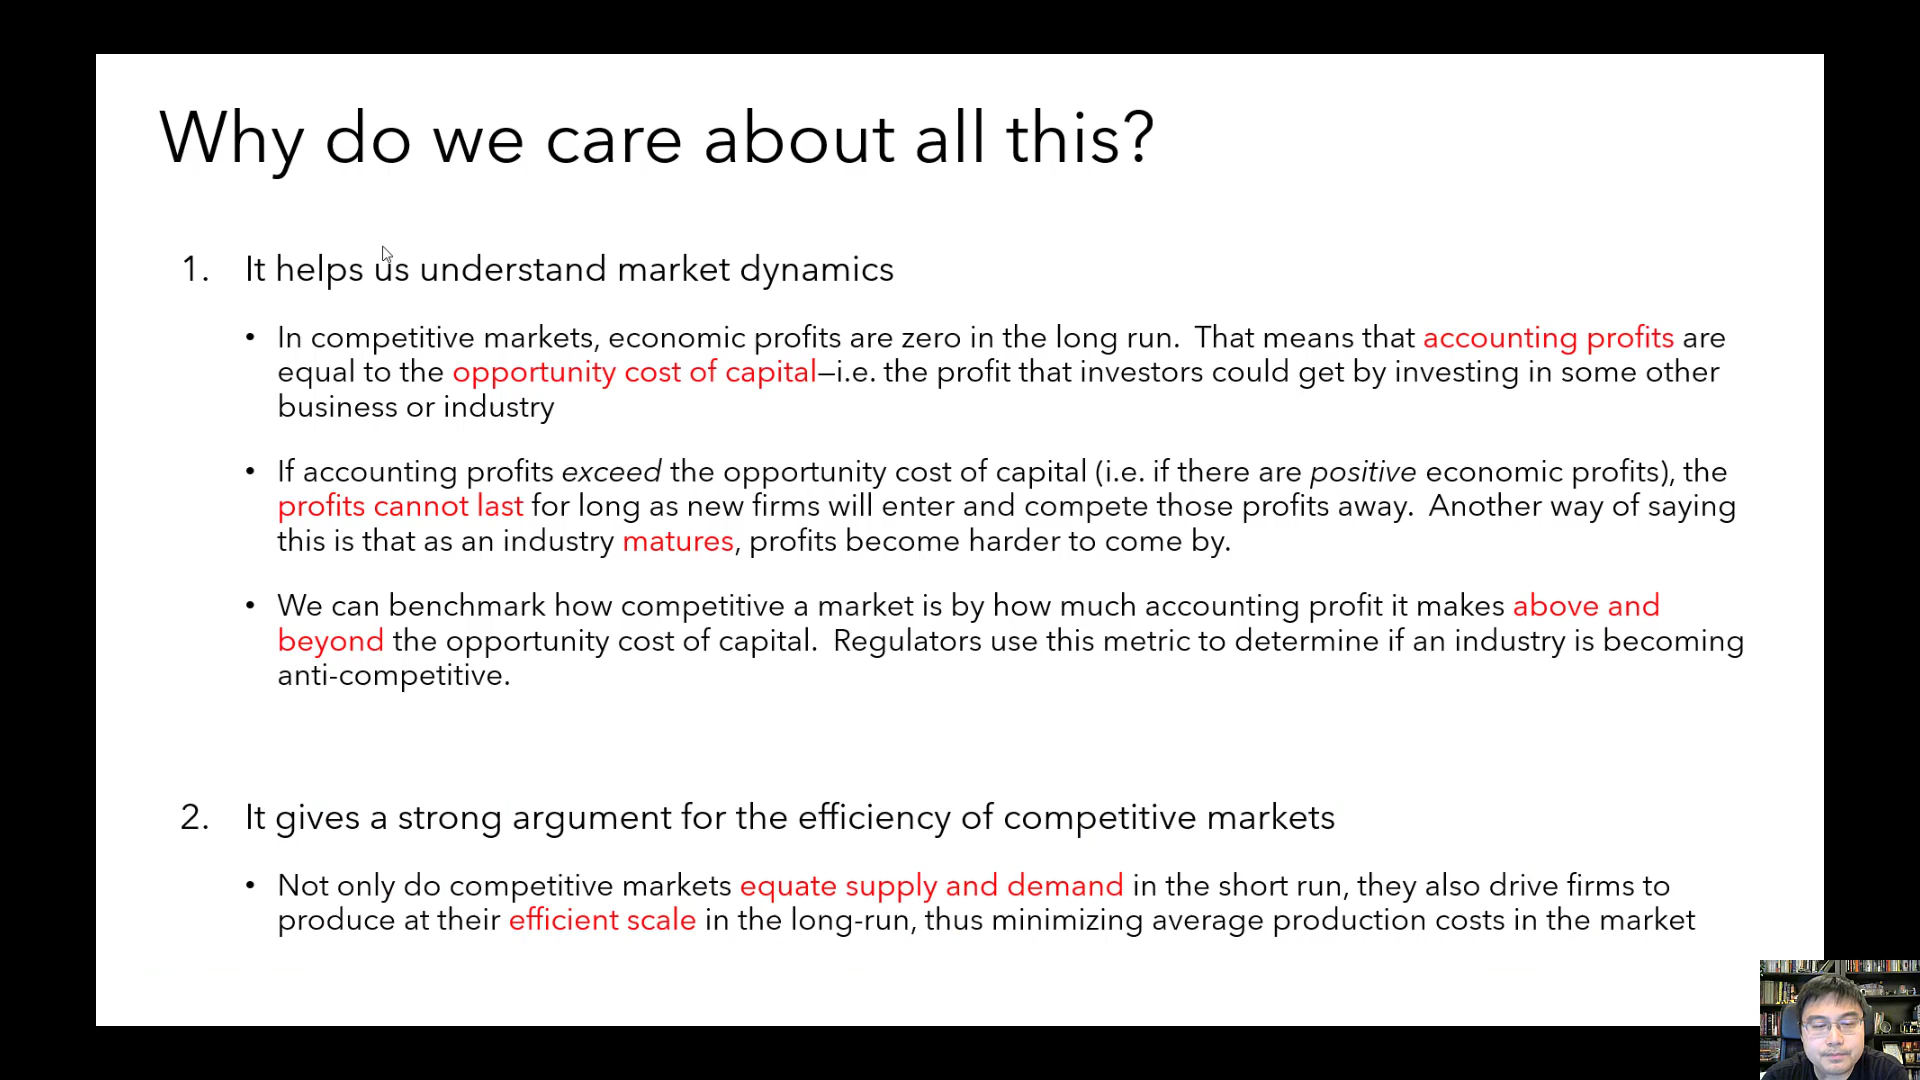 Why do we care about all this?
1. It helps us understand market dynamics
• In competitive markets, economic profits are zero in the long run. That means that accounting profits are
equal to the opportunity cost of capital—i.e. the profit that investors could get by investing in some other
business or industry
• If accounting profits exceed the opportunity cost of capital (i.e. if there are positive economic profits), the
profits cannot last for long as new firms will enter and compete those profits away. Another way of saying
this is that as an industry matures, profits become harder to come by.
• We can benchmark how competitive a market is by how much accounting profit it makes above and
beyond the opportunity cost of capital. Regulators use this metric to determine if an industry is becoming
anti-competitive.
2. It gives a strong argument for the efficiency of competitive markets
• Not only do competitive markets equate supply and demand in the short run, they also drive firms to
produce at their efficient scale in the long-run, thus minimizing average production costs in the market